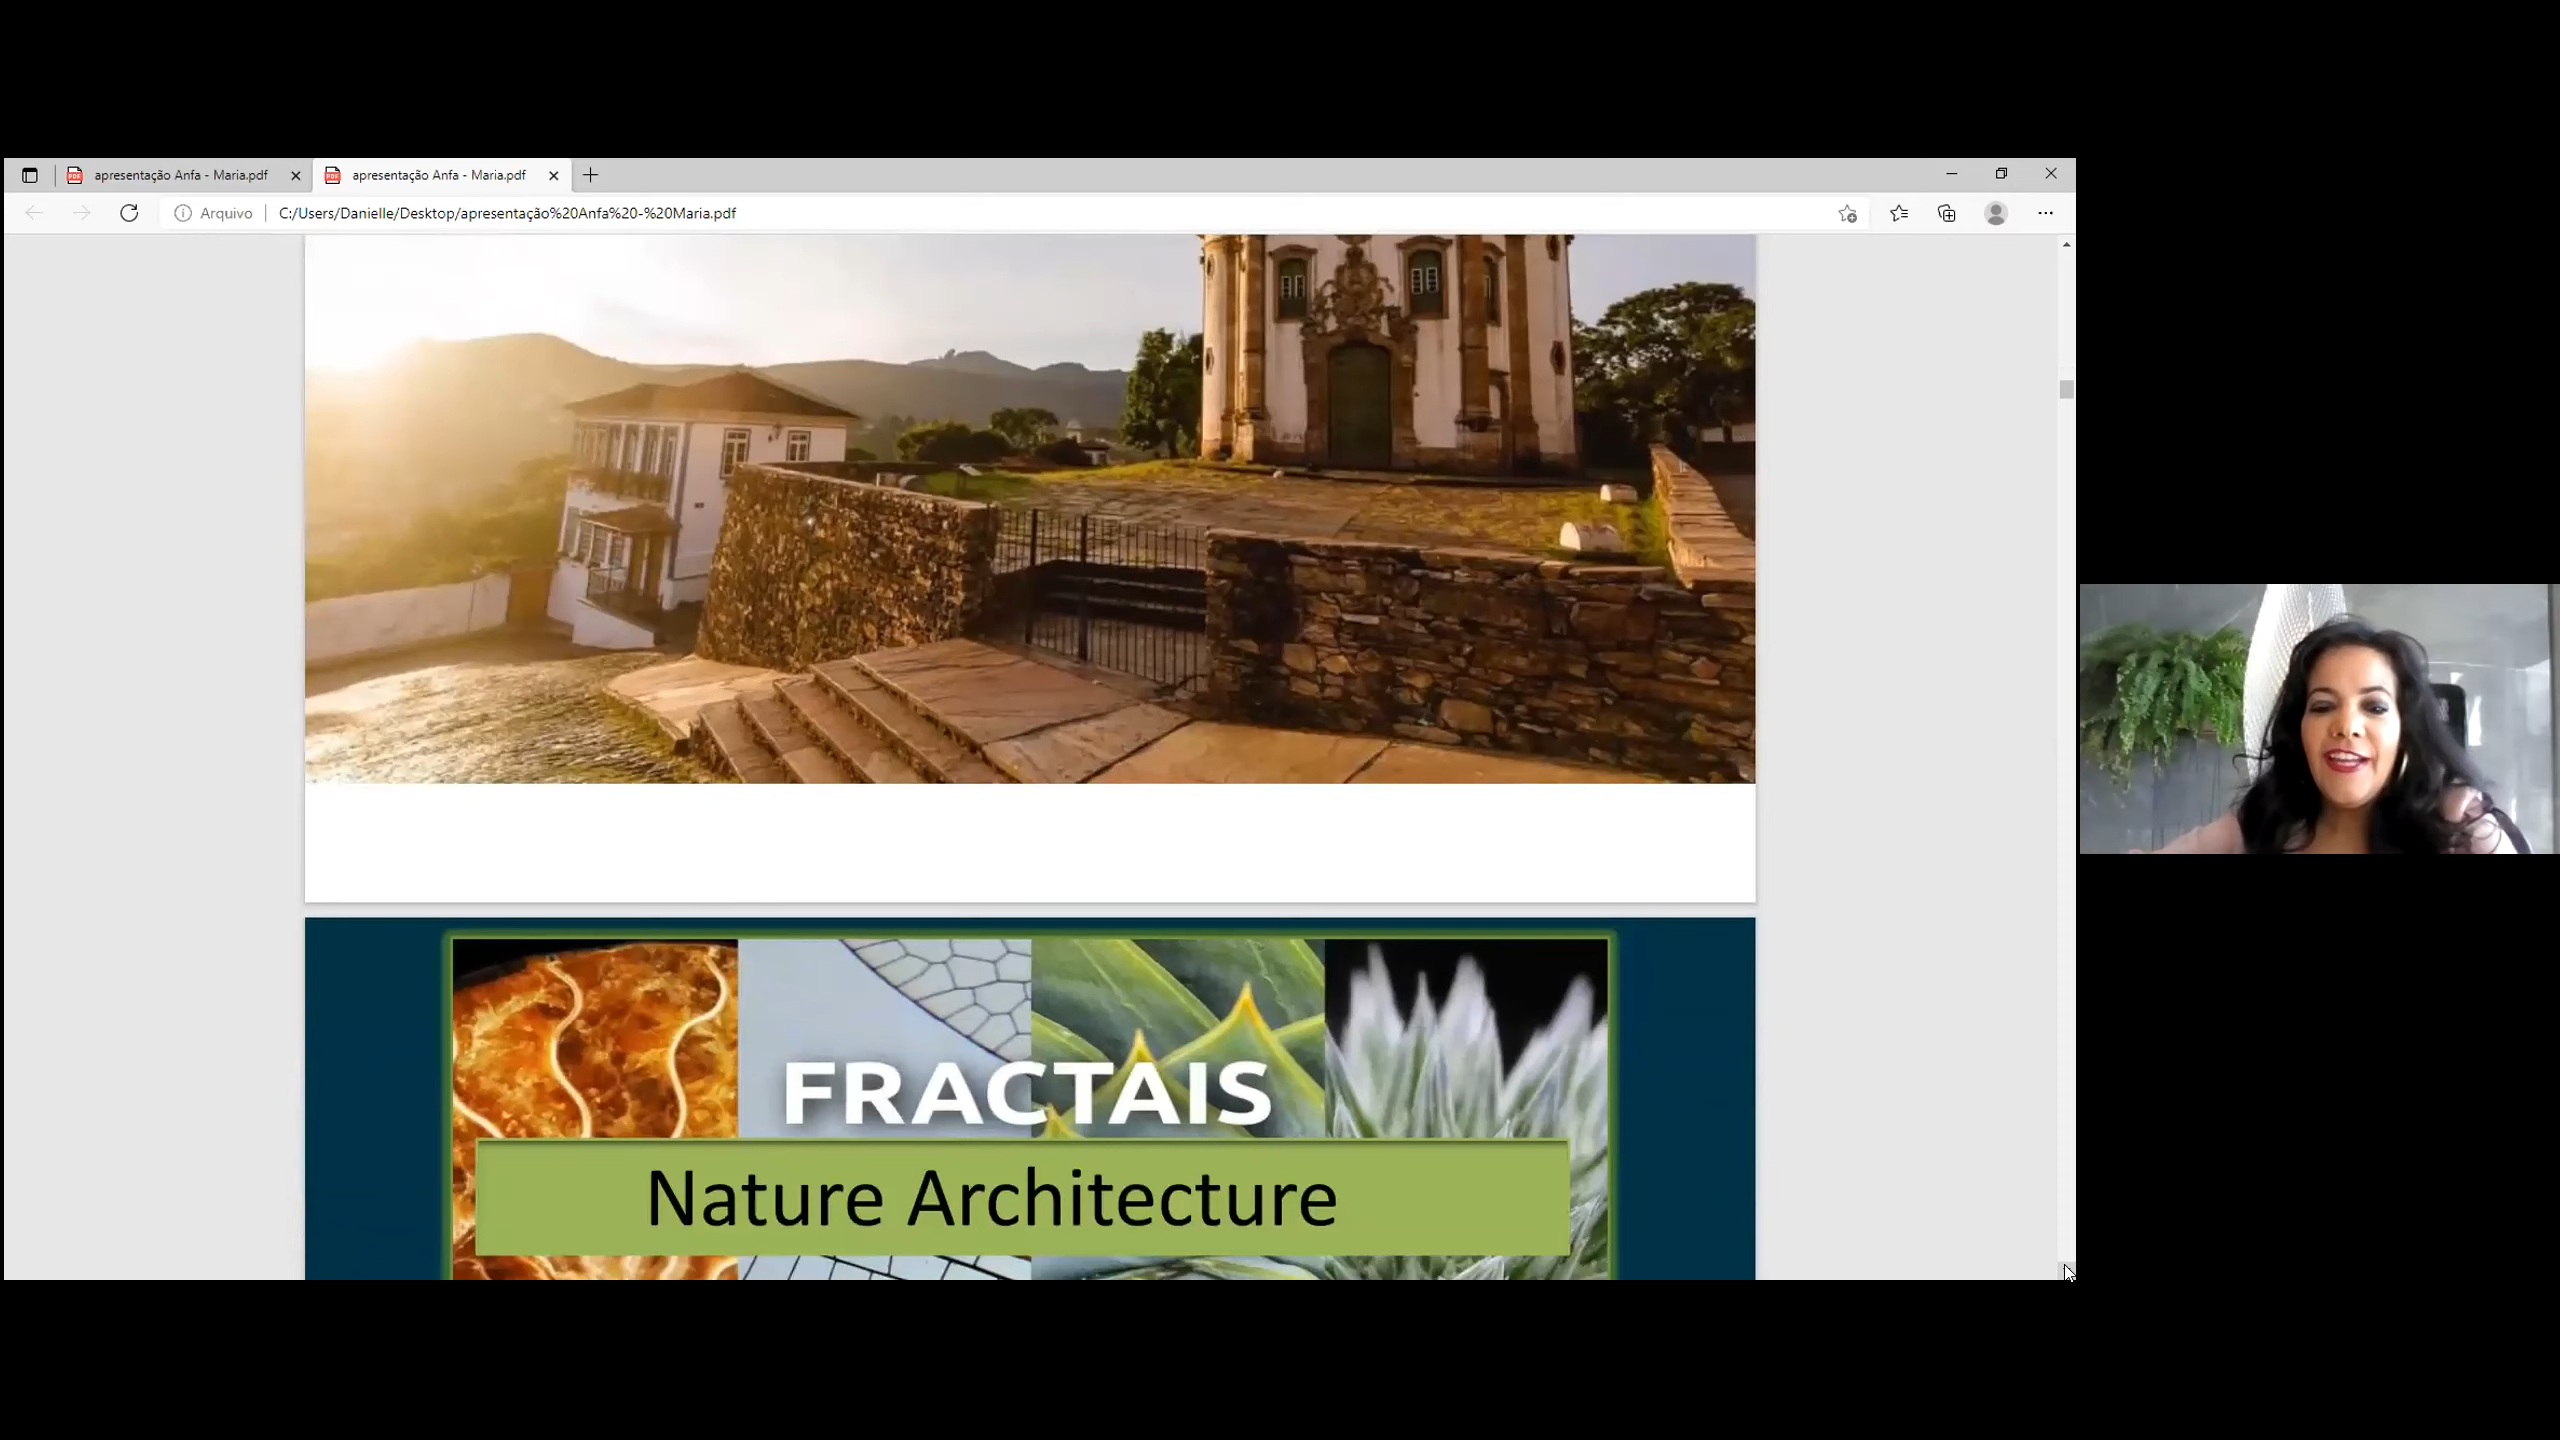 apresentação Anfa - Maria.pdf
apresentação Anfa - Maria.pdf
Arquivo
C:/Users/Danielle/Desktop/apresentação%20Anfa%20-%20Maria.pdf
FRACTAIS
Nature Architecture